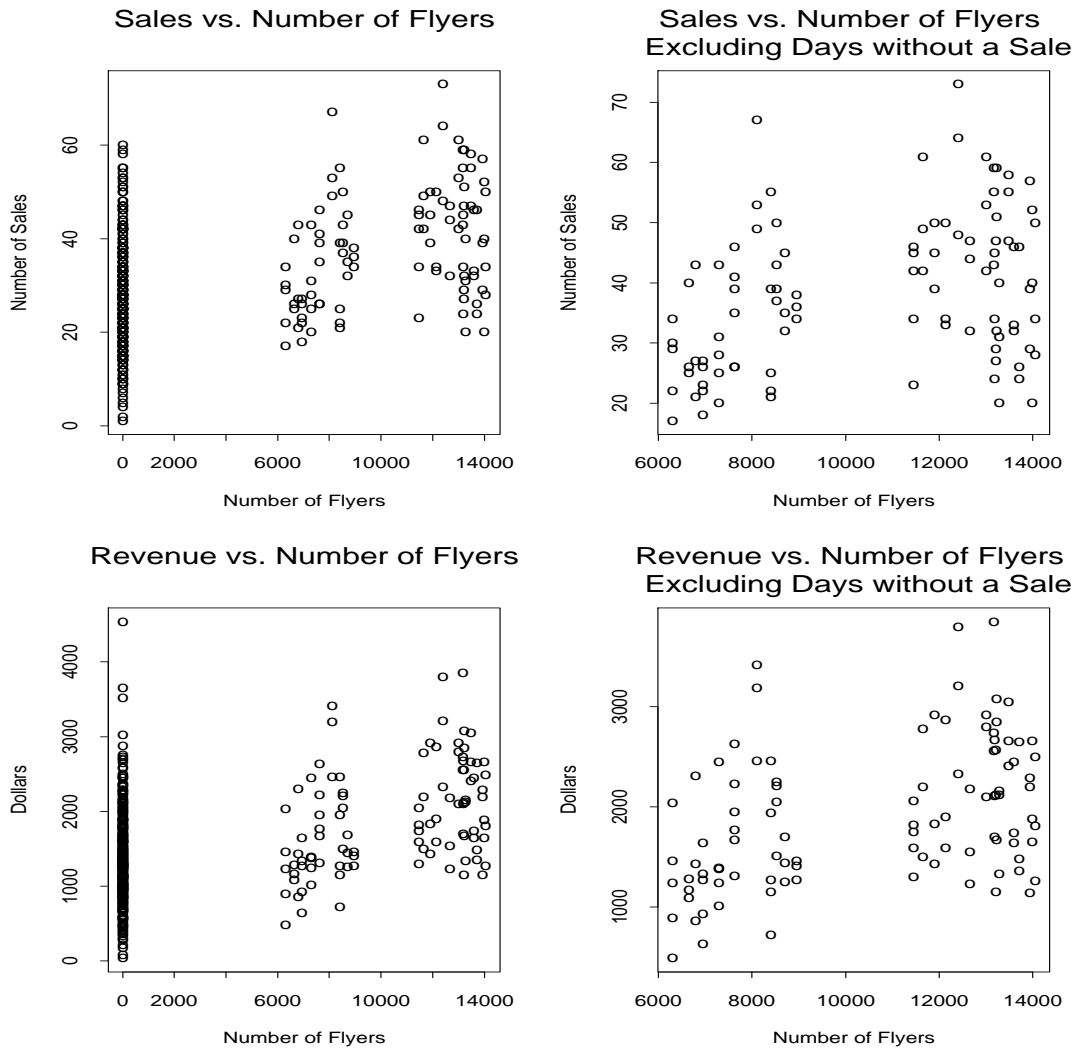 Sales vs. Number of Flyers
Number of Sales
60
40
20
0
0 2000 6000 10000 14000
Number of Flyers
Sales vs. Number of Flyers
Excluding Days without a Sale
Number of Sales
70
60
50
40
30
20
6000 8000 10000 12000 14000
Number of Flyers
Revenue vs. Number of Flyers
Dollars
4000
3000
2000
1000
0
0 2000 6000 10000 14000
Number of Flyers
Revenue vs. Number of Flyers
Excluding Days without a Sale
Dollars
3000
2000
1000
6000 8000 10000 12000 14000
Number of Flyers